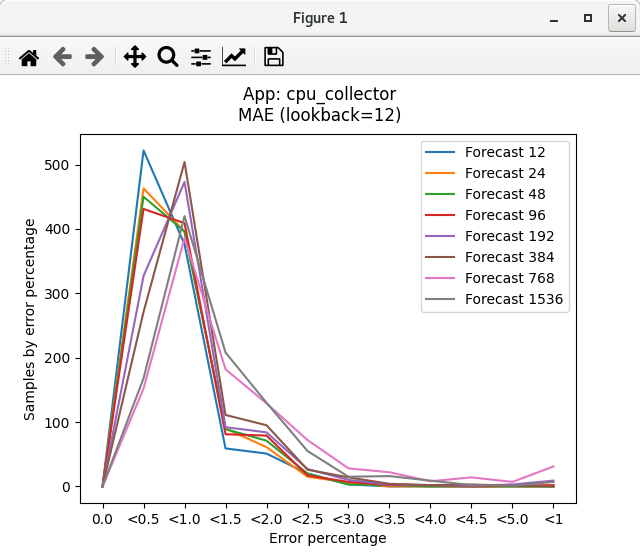 Figure 1
App: cpu_collector
MAE (lookback=12)
500
400
300
200
100
0
Samples by error percentage
Forecast 12
Forecast 24
Forecast 48
Forecast 96
Forecast 192
Forecast 384
Forecast 768
Forecast 1536
0.0 <0.5 <1.0 <1.5 <2.0 <2.5 <3.0 <3.5 <4.0 <4.5 <5.0 <1
Error percentage